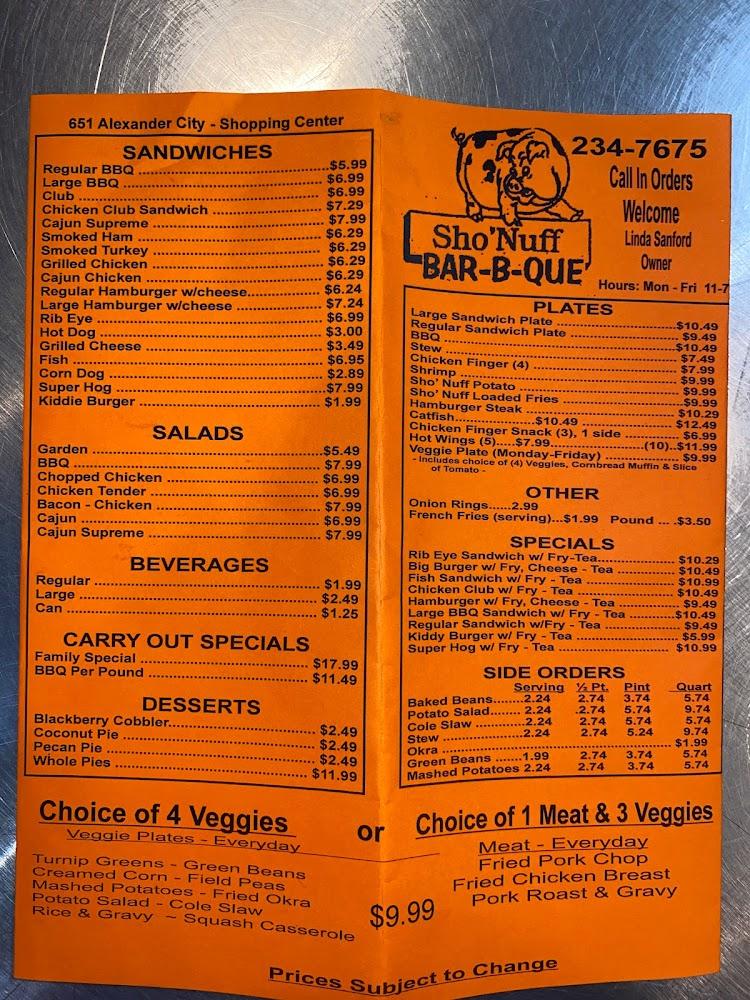 651 Alexander City - Shopping Center
SANDWICHES
Regular BBQ ..... $5.99
Large BBQ ..... $6.99
Club ..... $6.99
Chicken Club Sandwich ..... $7.29
Cajun Supreme ..... $7.99
Smoked Ham ..... $6.29
Smoked Turkey ..... $6.29
Grilled Chicken ..... $6.29
Cajun Chicken ..... $6.29
Regular Hamburger w/cheese..... $6.24
Large Hamburger w/cheese ..... $7.24
Rib Eye ..... $6.99
Hot Dog ..... $3.00
Grilled Cheese ..... $3.49
Fish ..... $6.95
Corn Dog ..... $2.89
Super Hog ..... $7.99
Kiddie Burger ..... $1.99
SALADS
Garden ..... $5.49
BBQ ..... $7.99
Chopped Chicken ..... $6.99
Chicken Tender ..... $6.99
Bacon - Chicken ..... $7.99
Cajun ..... $6.99
Cajun Supreme ..... $7.99
BEVERAGES
Regular ..... $1.99
Large ..... $2.49
Can ..... $1.25
CARRY OUT SPECIALS
Family Special ..... $17.99
BBQ Per Pound ..... $11.49
DESSERTS
Blackberry Cobbler..... $2.49
Coconut Pie ..... $2.49
Pecan Pie ..... $2.49
Whole Pies ..... $11.99
234-7675
Call In Orders
Welcome
Linda Sanford
Owner
Hours: Mon - Fri 11-7
Sho'Nuff
BAR-B-QUE
PLATES
Large Sandwich Plate ..... $10.49
Regular Sandwich Plate ..... $9.49
BBQ ..... $10.49
Stew ..... $7.49
Chicken Finger (4) ..... $7.99
Shrimp ..... $9.99
Sho' Nuff Potato ..... $9.99
Sho' Nuff Loaded Fries ..... $9.99
Hamburger Steak ..... $10.29
Catfish.....$10.49 ..... $12.49
Chicken Finger Snack (3), 1 side ..... $6.99
Hot Wings (5).....$7.99.....(10)..$11.99
Veggie Plate (Monday-Friday) ..... $9.99
- Includes choice of (4) Veggies, Cornbread Muffin & Slice
of Tomato -
OTHER
Onion Rings......2.99
French Fries (serving)...$1.99 Pound ... .$3.50
SPECIALS
Rib Eye Sandwich w/ Fry-Tea..... $10.29
Big Burger w/ Fry, Cheese - Tea ..... $10.49
Fish Sandwich w/ Fry - Tea ..... $10.99
Chicken Club w/ Fry - Tea ..... $10.49
Hamburger w/ Fry, Cheese - Tea ..... $9.49
Large BBQ Sandwich w/ Fry - Tea .....$10.49
Regular Sandwich w/Fry - Tea ..... $9.49
Kiddy Burger w/ Fry - Tea ..... $5.99
Super Hog w/ Fry - Tea ..... $10.99
SIDE ORDERS
Serving ½ Pt. Pint Quart
Baked Beans.......2.24 2.74 3.74 5.74
Potato Salad.......2.24 .2.74 5.74 9.74
Cole Slaw ..........2.24 2.74 5.74 5.74
Stew ..................2.24 2.74 5.24 9.74
Okra ..... $1.99
Green Beans ......1.99 2.74 3.74 5.74
Mashed Potatoes 2.24 2.74 3.74 5.74
Choice of 4 Veggies
Veggie Plates - Everyday
Turnip Greens - Green Beans
Creamed Corn - Field Peas
Mashed Potatoes - Fried Okra
Potato Salad - Cole Slaw
Rice & Gravy ~ Squash Casserole
or
$9.99
Choice of 1 Meat & 3 Veggies
Meat - Everyday
Fried Pork Chop
Fried Chicken Breast
Pork Roast & Gravy
Prices Subject to Change